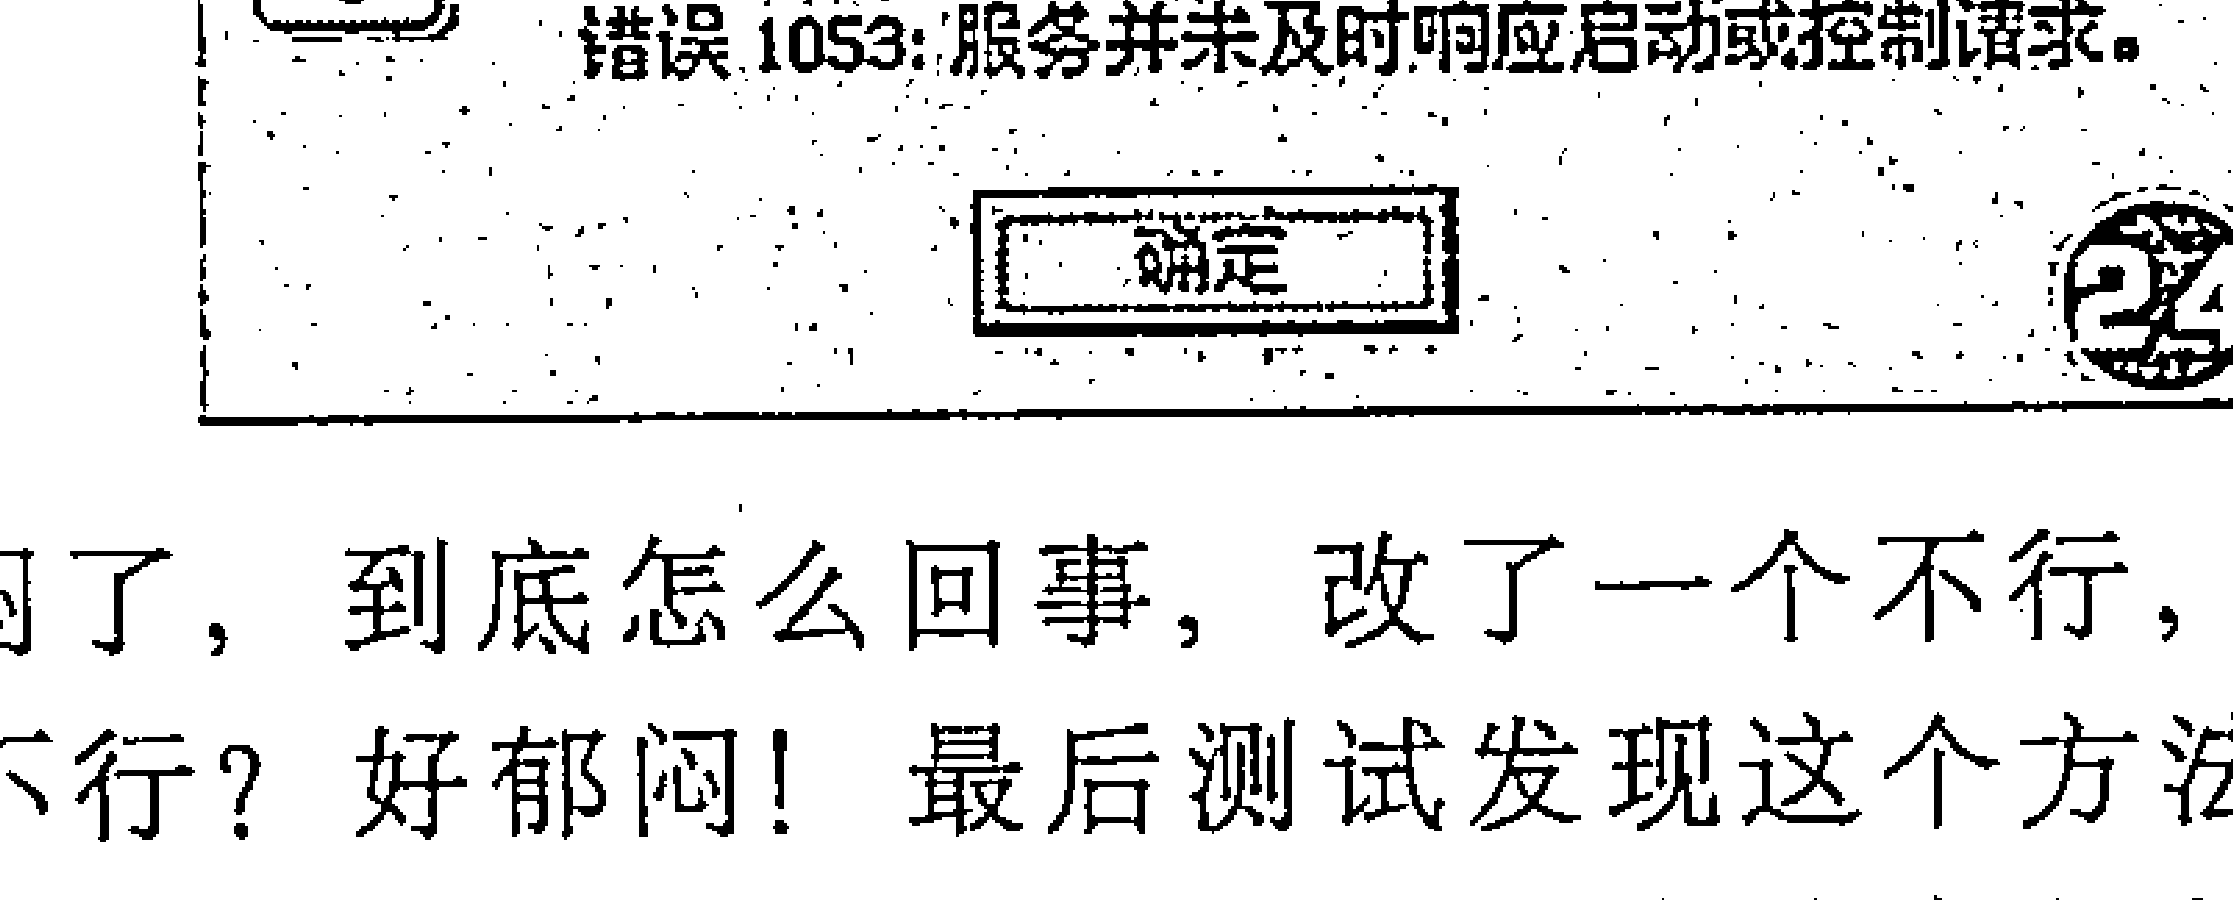 错误 1053: 服务并未及时响应启动或控制请求。
确定
了，到底怎么回事，改了一个不行，
不行？好郁闷！最后测试发现这个方法